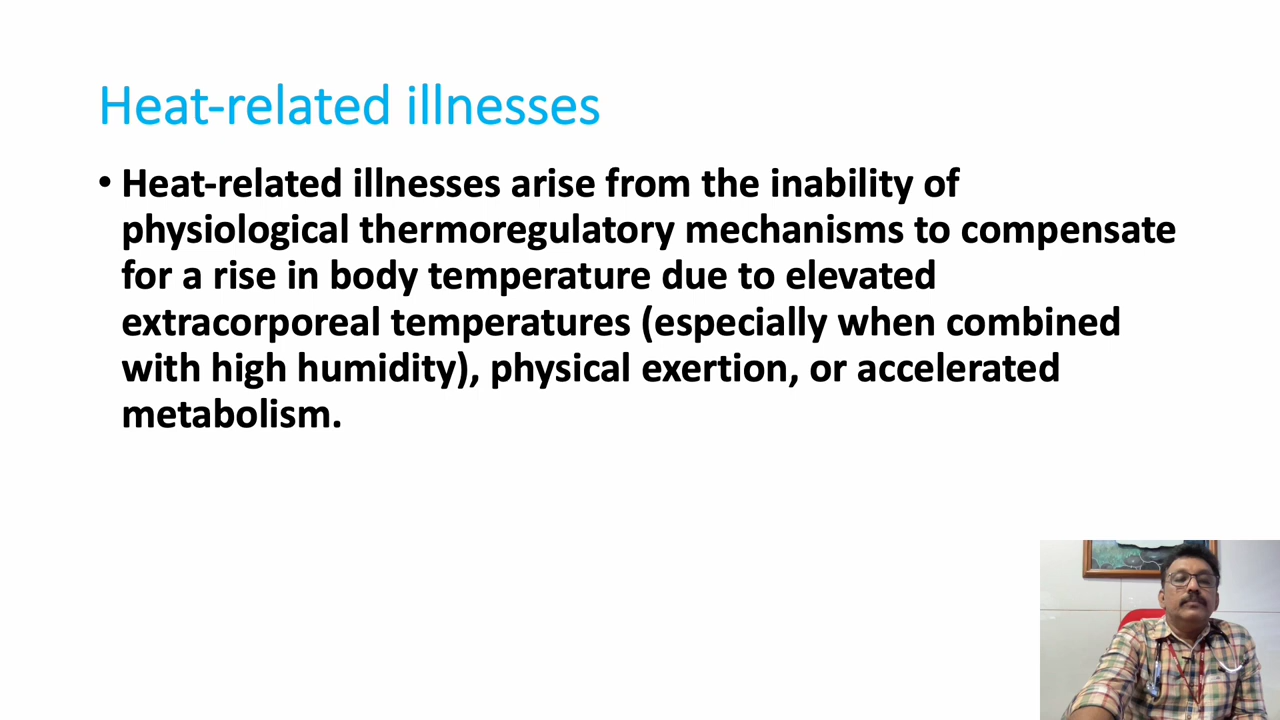 Heat-related illnesses
• Heat-related illnesses arise from the inability of
physiological thermoregulatory mechanisms to compensate
for a rise in body temperature due to elevated
extracorporeal temperatures (especially when combined
with high humidity), physical exertion, or accelerated
metabolism.